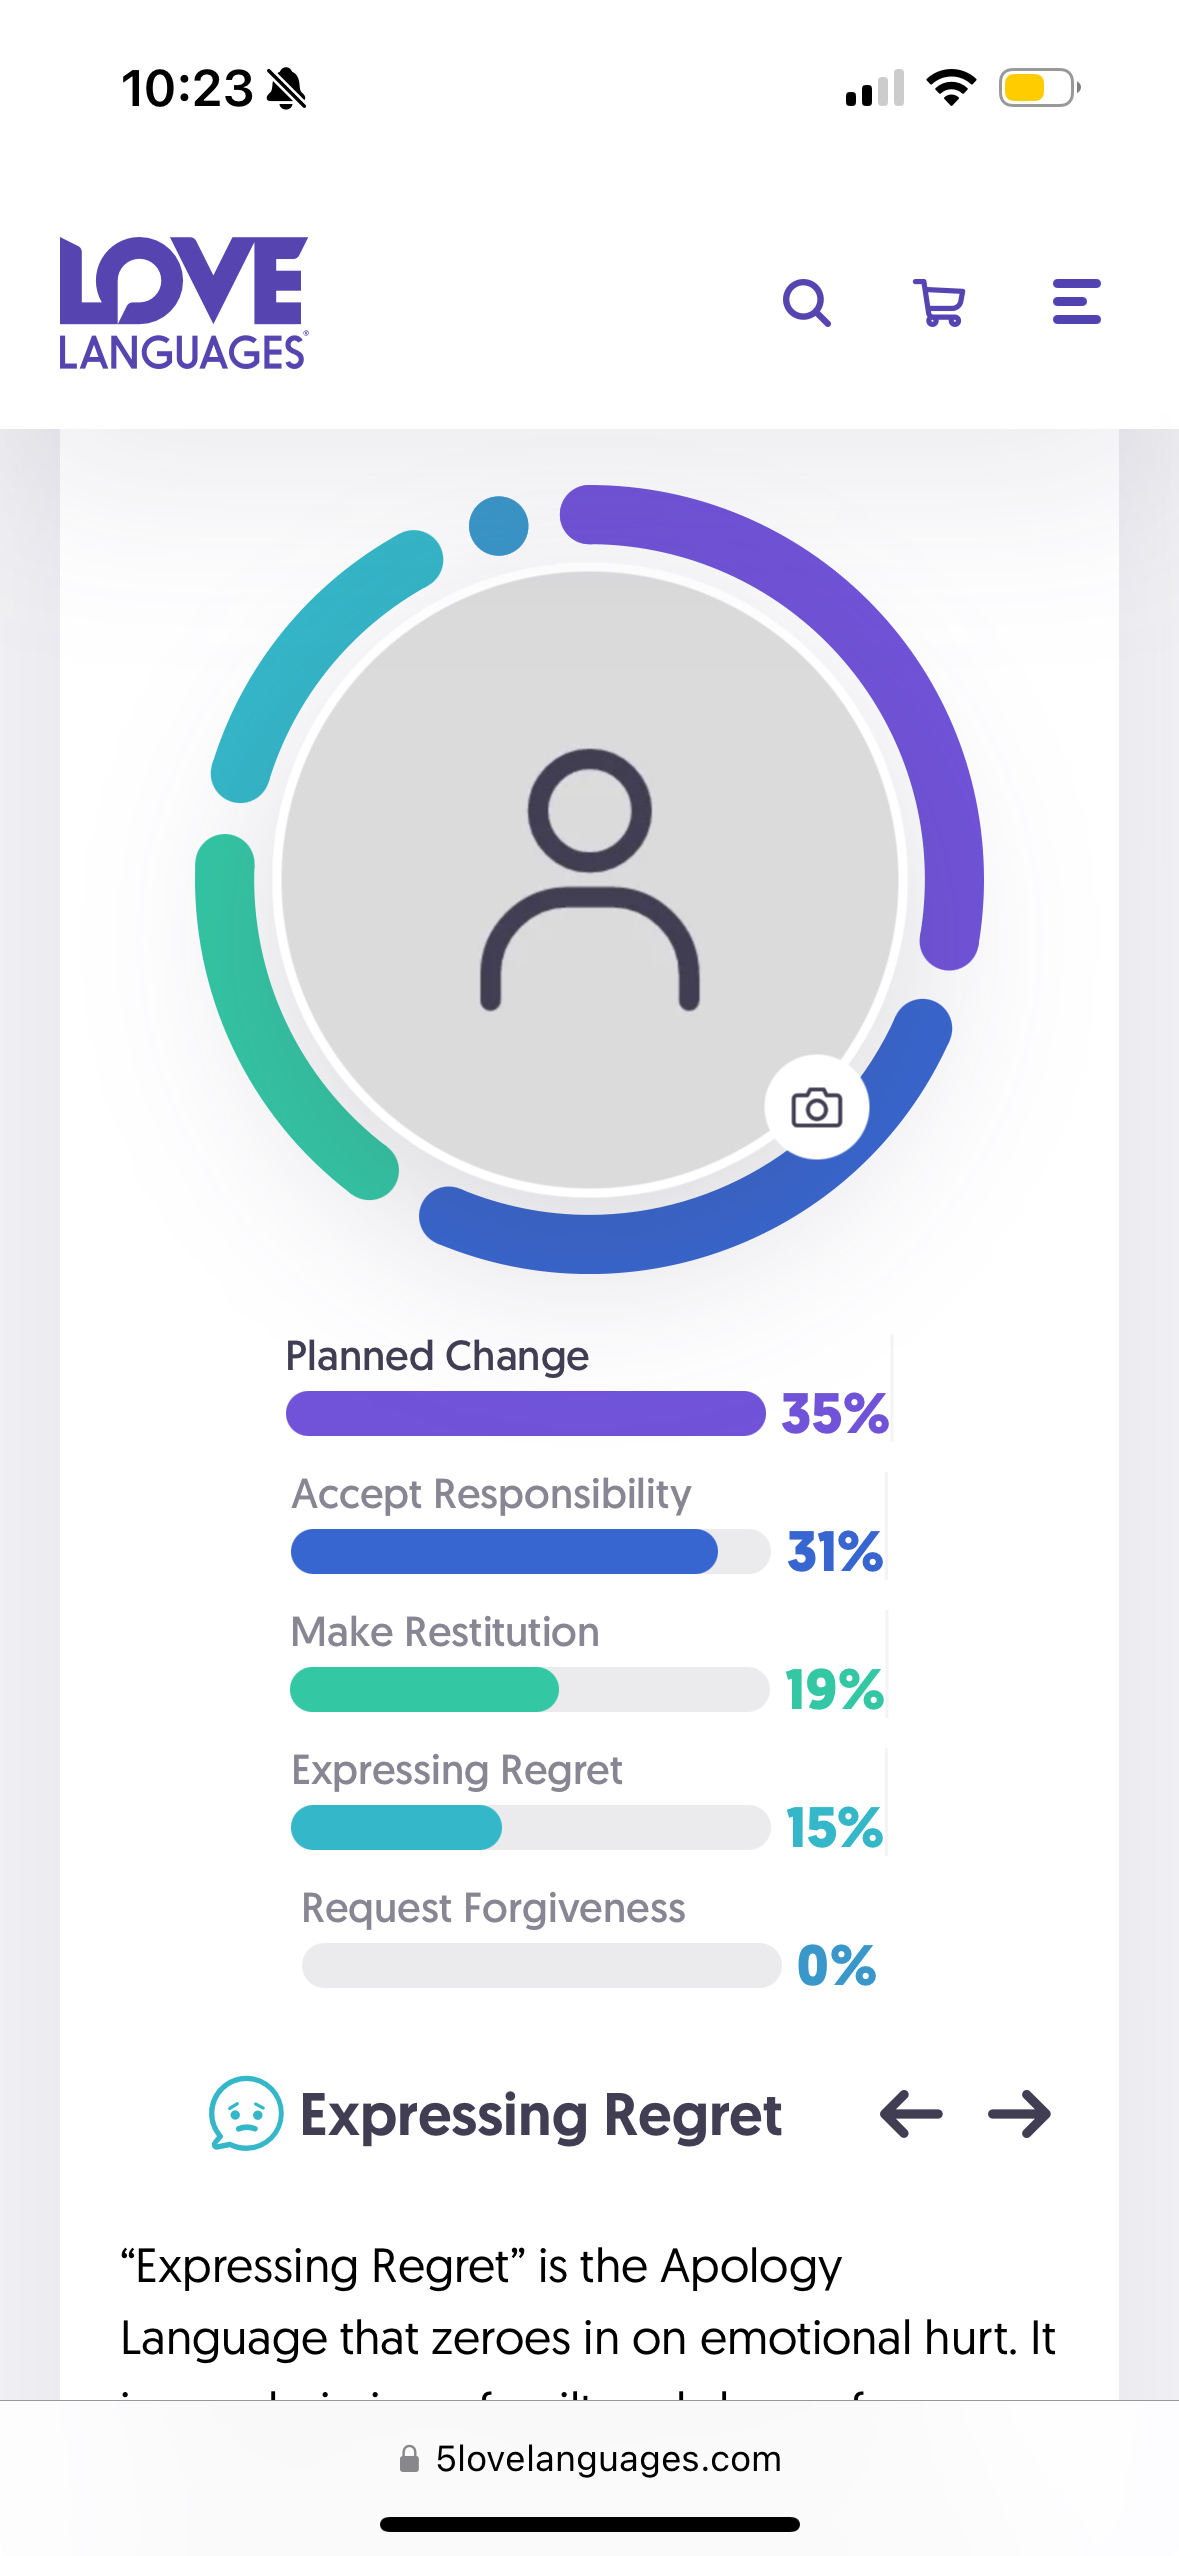 10:23
LOVE
LANGUAGES®
Planned Change
35%
Accept Responsibility
31%
Make Restitution
19%
Expressing Regret
15%
Request Forgiveness
0%
Expressing Regret
“Expressing Regret” is the Apology
Language that zeroes in on emotional hurt. It
5lovelanguages.com